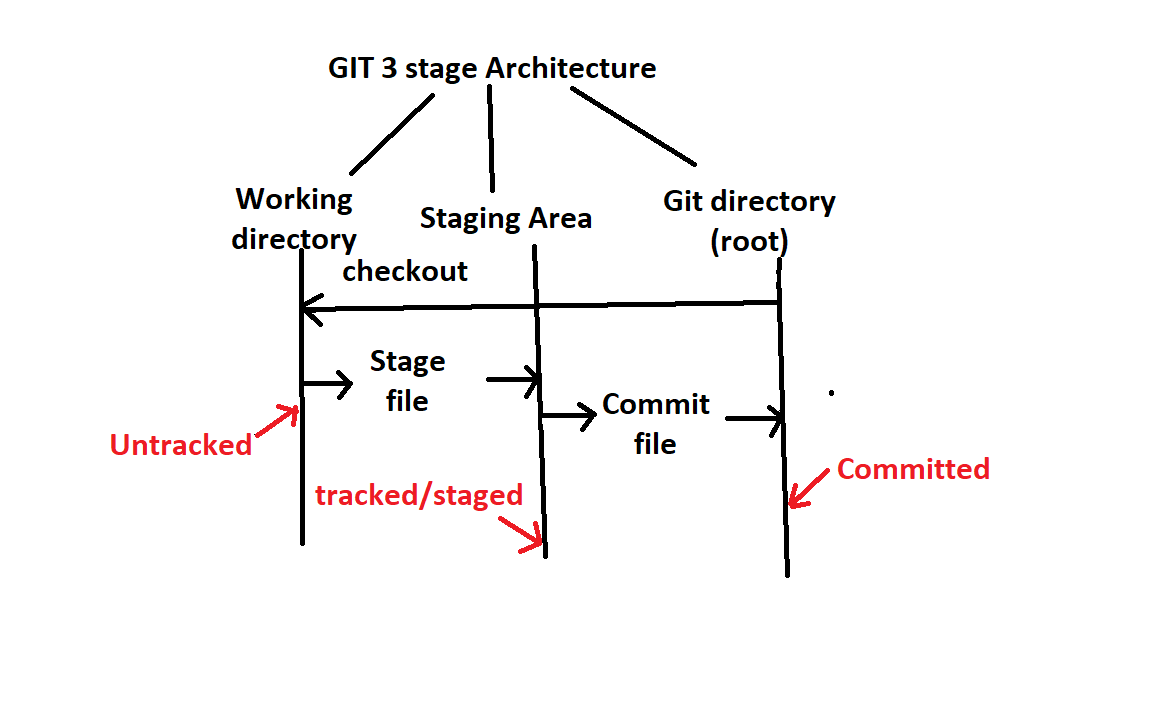 GIT 3 stage Architecture
Working
directory
Staging Area
Git directory
(root)
checkout
Stage
file
Commit
file
Untracked
tracked/staged
Committed